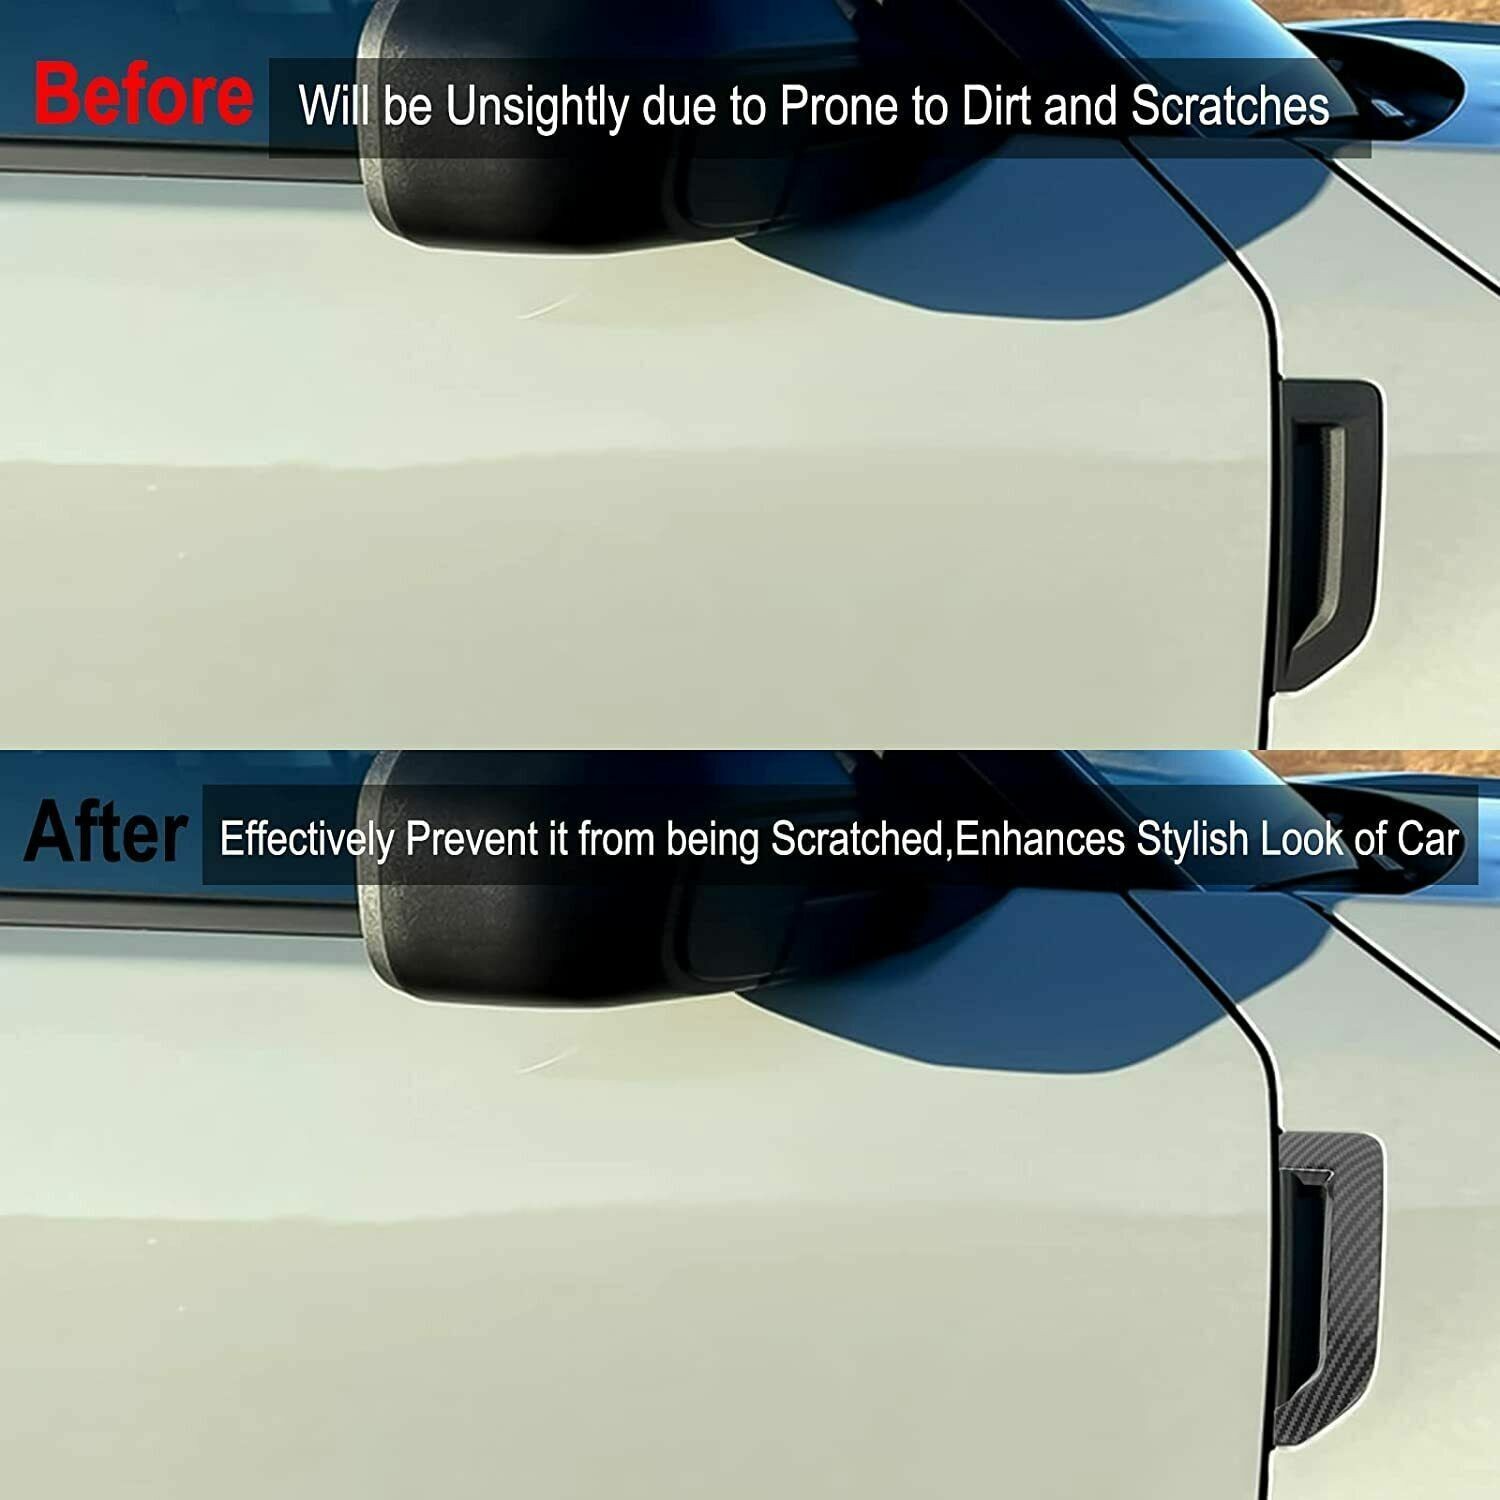 Before
Will be Unsightly due to Prone to Dirt and Scratches
After
Effectively Prevent it from being Scratched,Enhances Stylish Look of Car